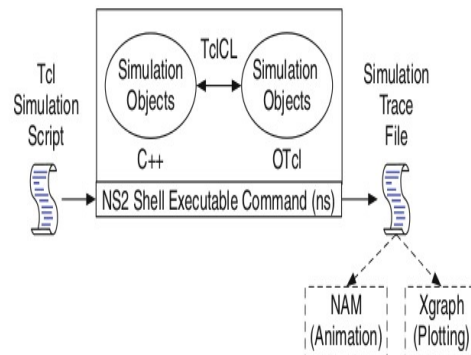 Tcl
Simulation
Script
Simulation
Objects
TclCL
Simulation
Objects
C++
OTcl
NS2 Shell Executable Command (ns)
Simulation
Trace
File
NAM
(Animation)
Xgraph
(Plotting)